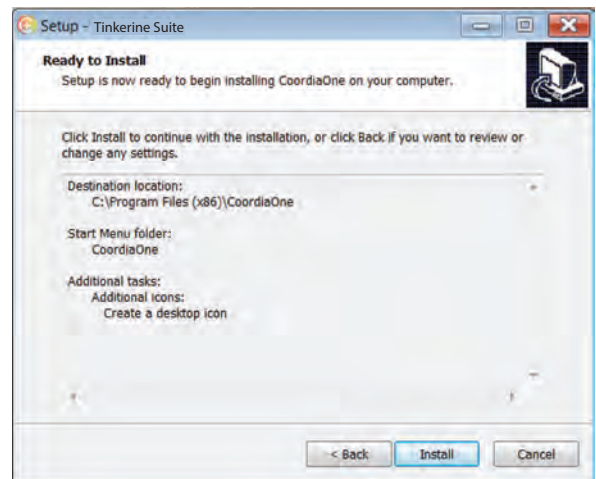 Setup - Tinkerine Suite
Ready to Install
Setup is now ready to begin installing CoordiaOne on your computer.
Click Install to continue with the installation, or click Back if you want to review or
change any settings.
Destination location:
C:\Program Files (x86)\CoordiaOne
Start Menu folder:
CoordiaOne
Additional tasks:
Additional icons:
Create a desktop icon
< Back Install Cancel